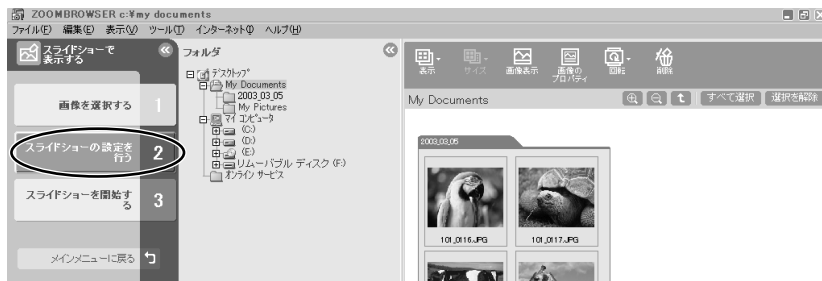 ZOOMBROWSER c:¥my documents
ファイル(F) 編集(E) 表示(V) ツール(T) インターネット(I) ヘルプ(H)
スライドショーで
表示する
画像を選択する 1
スライドショーの設定を
行う 2
スライドショーを開始す
る 3
メインメニューに戻る
フォルダ
デスクトップ
My Documents
2003_03_05
My Pictures
マイ コンピュータ
(C:)
(D:)
(E:)
リムーバブル ディスク (F:)
オンライン サービス
表示 サイズ 画像表示 画像の
プロパティ 回転 削除
My Documents すべて選択 選択を解除
2003_03_05
101_0116.JPG 101_0117.JPG